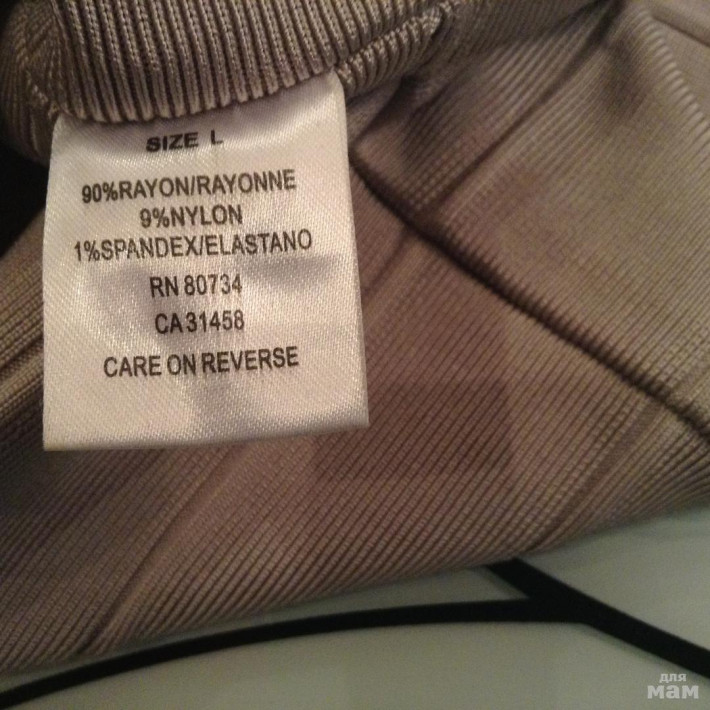 SIZE L
90%RAYON/RAYONNE
9%NYLON
1%SPANDEX/ELASTANO
RN 80734
CA 31458
CARE ON REVERSE
для
мам